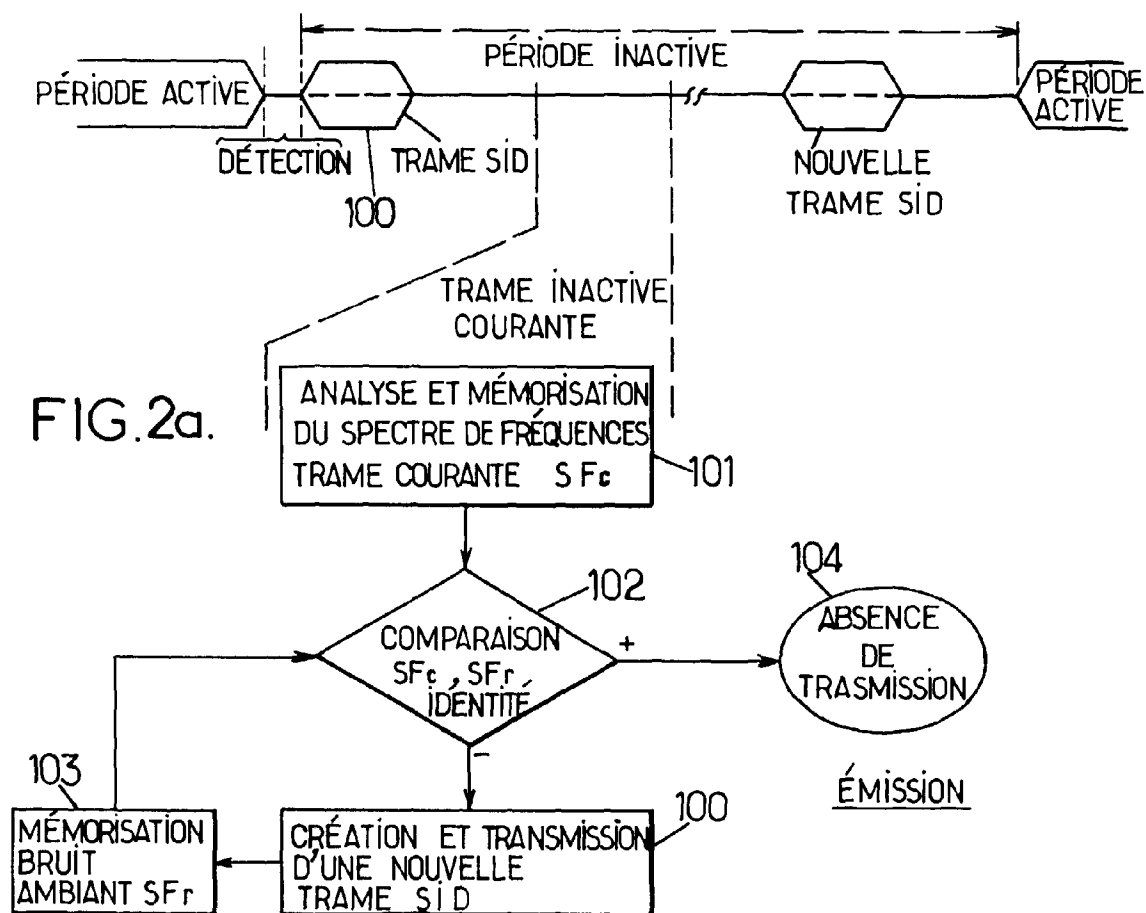 PÉRIODE INACTIVE
PÉRIODE ACTIVE
PÉRIODE
ACTIVE
DÉTECTION
TRAME SID
100
NOUVELLE
TRAME SID
TRAME INACTIVE
COURANTE
FIG.2a.
ANALYSE ET MÉMORISATION
DU SPECTRE DE FRÉQUENCES
TRAME COURANTE SFc
101
102
COMPARAISON
SFc, SFr
IDÉNTITÉ
+
-
104
ABSENCE
DE
TRASMISSION
ÉMISSION
103
MÉMORISATION
BRUIT
AMBIANT SFr
100
CRÉATION ET TRANSMISSION
D'UNE NOUVELLE
TRAME SID